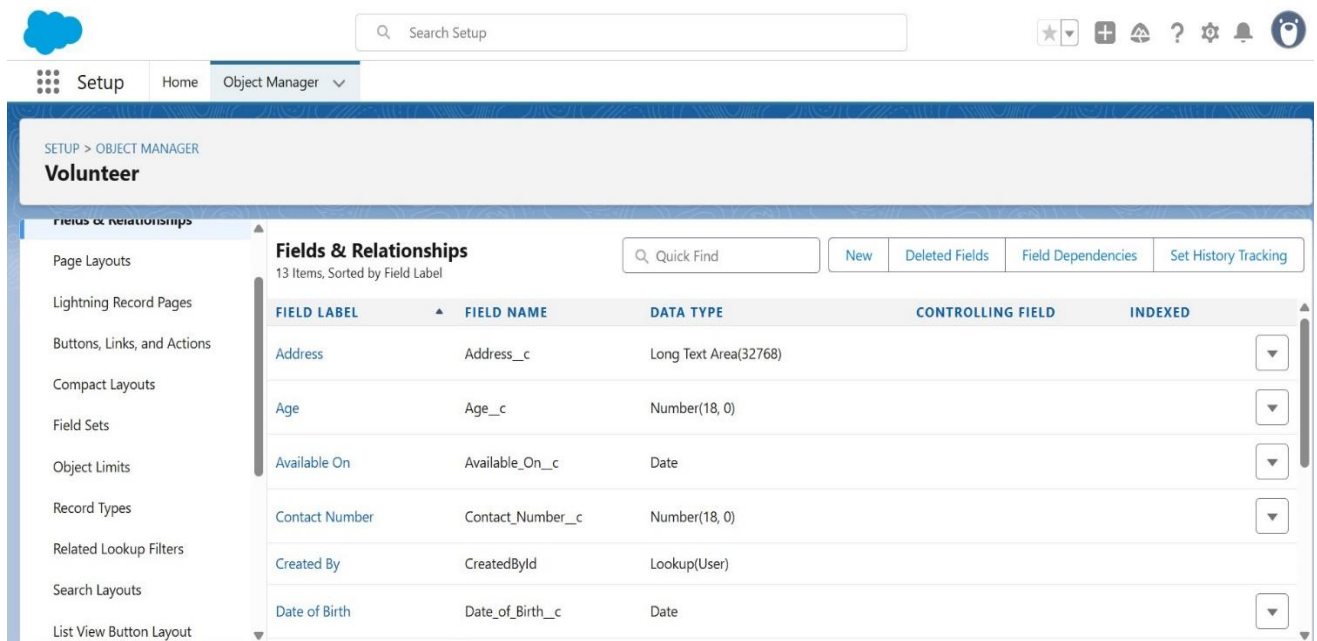 Search Setup
Setup Home Object Manager
SETUP > OBJECT MANAGER
Volunteer
Fields & Relationships
Page Layouts
Lightning Record Pages
Buttons, Links, and Actions
Compact Layouts
Field Sets
Object Limits
Record Types
Related Lookup Filters
Search Layouts
List View Button Layout
Fields & Relationships
13 Items, Sorted by Field Label
Quick Find New Deleted Fields Field Dependencies Set History Tracking
FIELD LABEL FIELD NAME DATA TYPE CONTROLLING FIELD INDEXED
Address Address__c Long Text Area(32768)
Age Age__c Number(18, 0)
Available On Available_On__c Date
Contact Number Contact_Number__c Number(18, 0)
Created By CreatedById Lookup(User)
Date of Birth Date_of_Birth__c Date